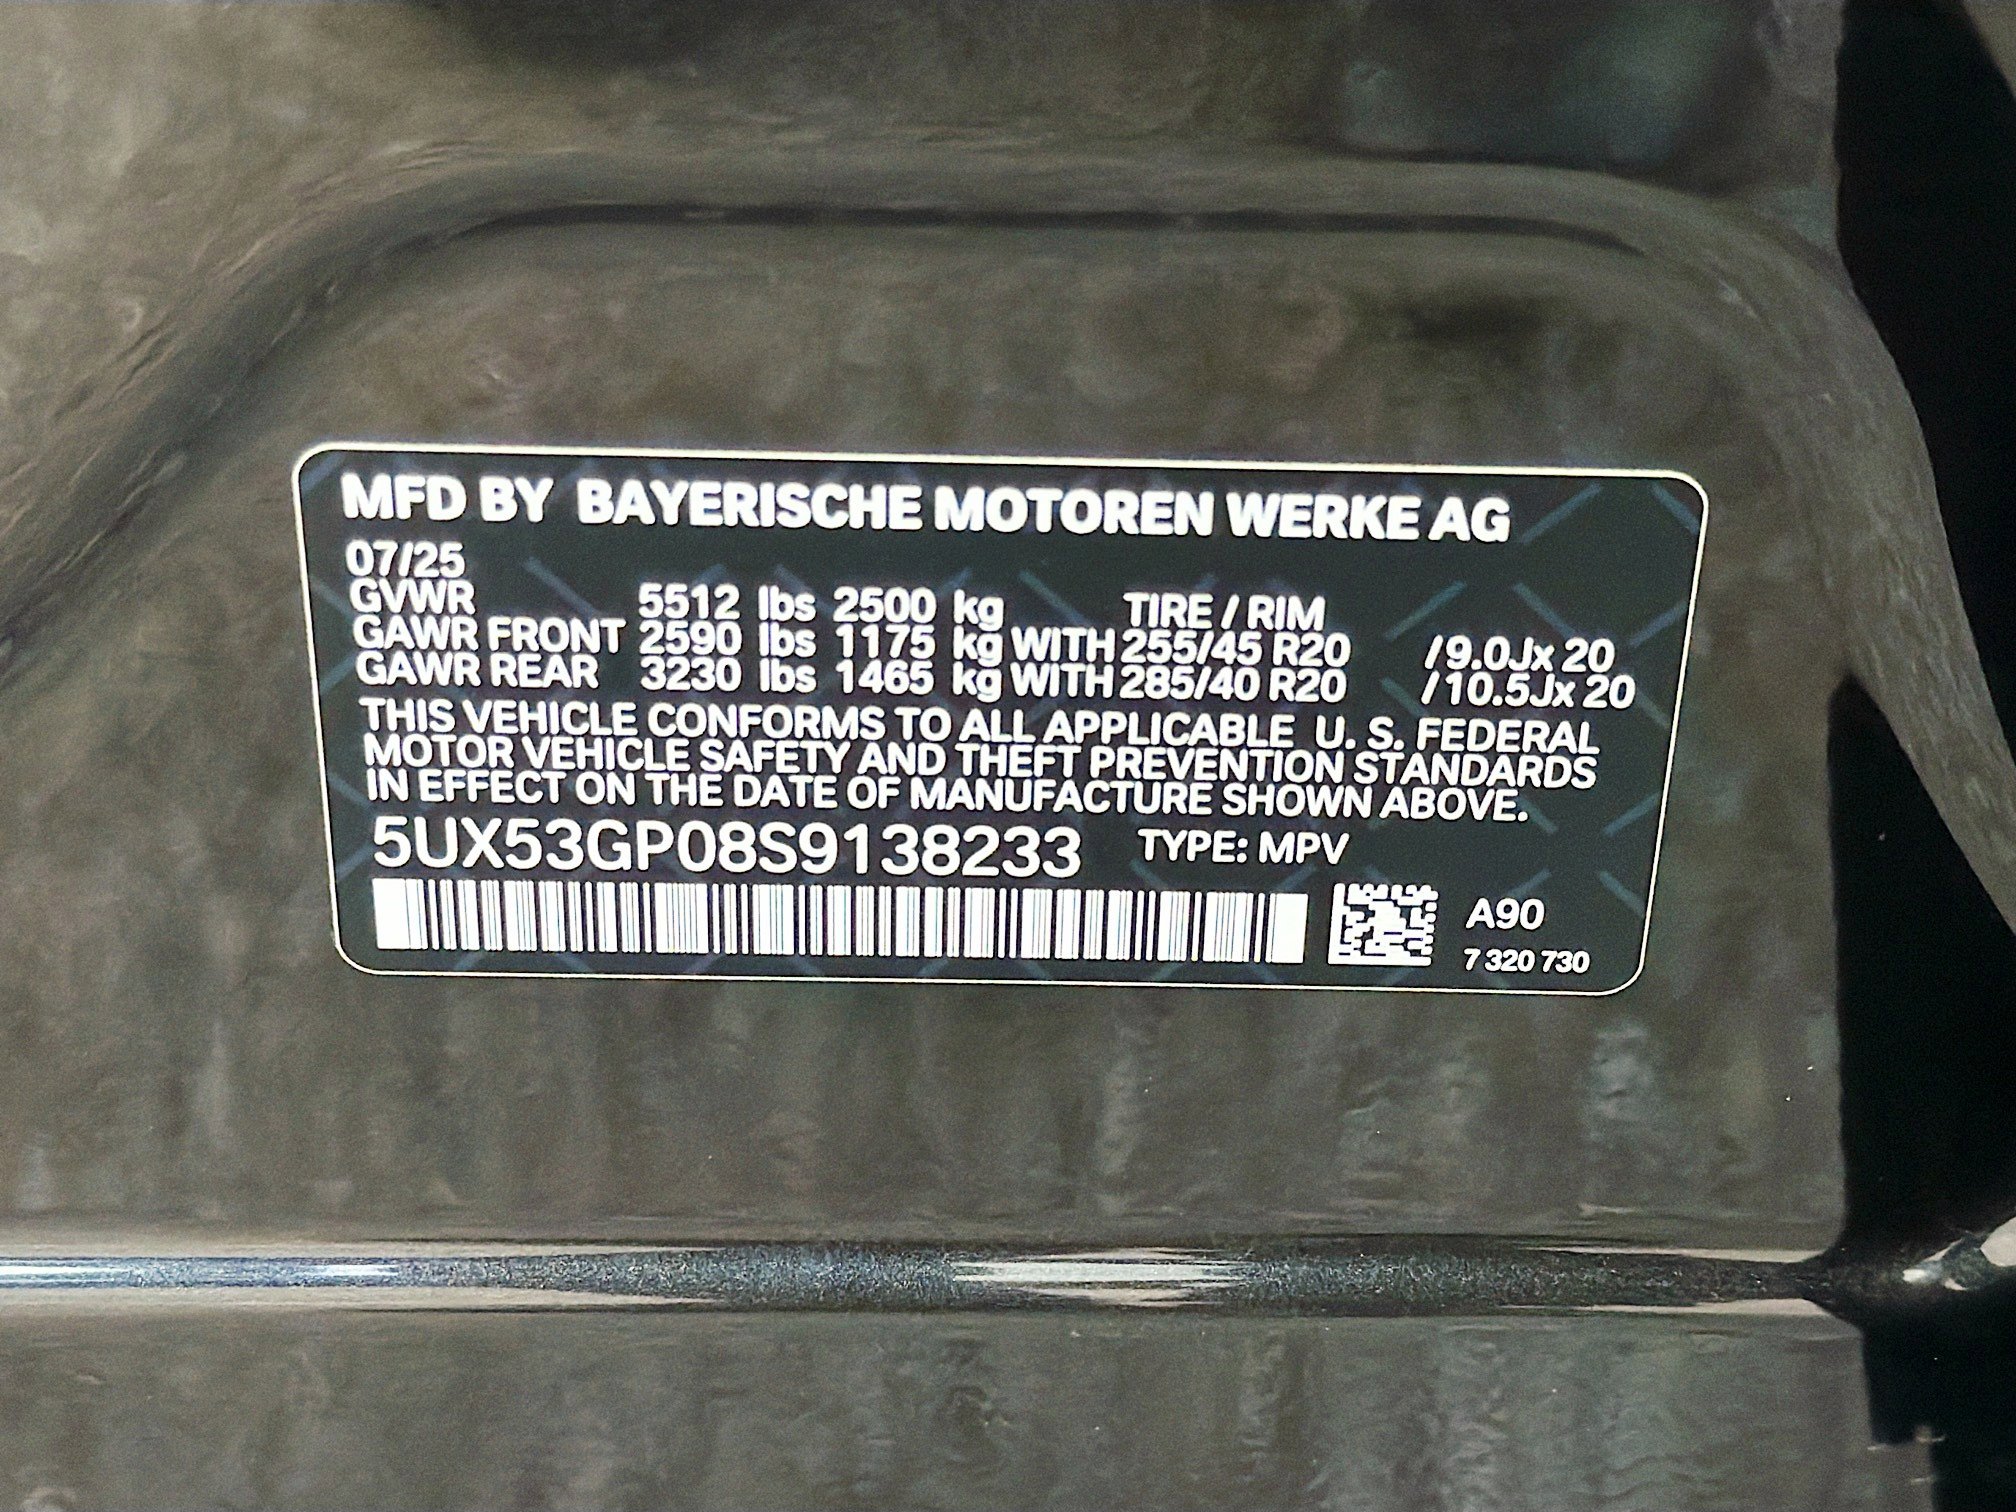 MFD BY BAYERISCHE MOTOREN WERKE AG
07/25
GVWR 5512 lbs 2500 kg TIRE / RIM
GAWR FRONT 2590 lbs 1175 kg WITH 255/45 R20 /9.0Jx 20
GAWR REAR 3230 lbs 1465 kg WITH 285/40 R20 /10.5Jx 20
THIS VEHICLE CONFORMS TO ALL APPLICABLE U. S. FEDERAL
MOTOR VEHICLE SAFETY AND THEFT PREVENTION STANDARDS
IN EFFECT ON THE DATE OF MANUFACTURE SHOWN ABOVE.
5UX53GP08S9138233 TYPE: MPV
A90
7 320 730